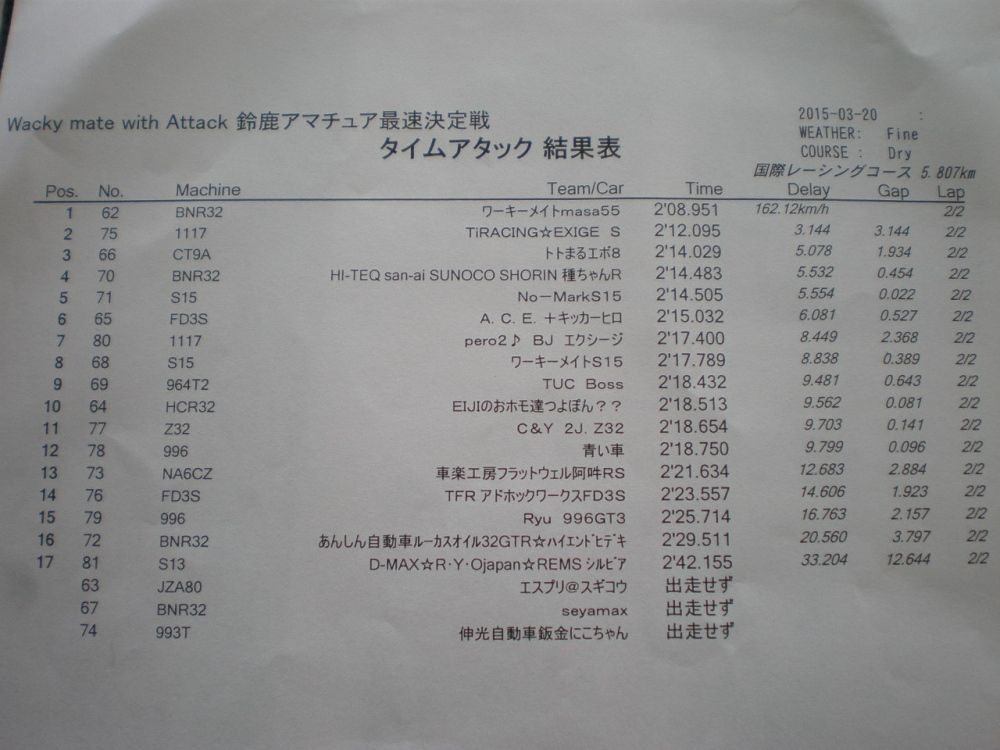 Wacky mate with Attack 鈴鹿アマチュア最速決定戦
タイムアタック 結果表
2015-03-20 :
WEATHER: Fine
COURSE : Dry
国際レーシングコース 5.807km
Pos. No. Machine Team/Car Time Delay Gap Lap
1 62 BNR32 ワーキーメイトmasa55 2'08.951 162.12km/h 2/2
2 75 1117 TiRACING☆EXIGE S 2'12.095 3.144 3.144 2/2
3 66 CT9A トトまるエボ8 2'14.029 5.078 1.934 2/2
4 70 BNR32 HI-TEQ san-ai SUNOCO SHORIN 種ちゃんR 2'14.483 5.532 0.454 2/2
5 71 S15 No－MarkS15 2'14.505 5.554 0.022 2/2
6 65 FD3S A．C．E．＋キッカーヒロ 2'15.032 6.081 0.527 2/2
7 80 1117 pero2♪ BJ エクシージ 2'17.400 8.449 2.368 2/2
8 68 S15 ワーキーメイトS15 2'17.789 8.838 0.389 2/2
9 69 964T2 TUC Boss 2'18.432 9.481 0.643 2/2
10 64 HCR32 EIJIのおホモ達つよぽん？？ 2'18.513 9.562 0.081 2/2
11 77 Z32 C＆Y 2J．Z32 2'18.654 9.703 0.141 2/2
12 78 996 青い車 2'18.750 9.799 0.096 2/2
13 73 NA6CZ 車楽工房フラットウェル阿吽RS 2'21.634 12.683 2.884 2/2
14 76 FD3S TFR アドホックワークスFD3S 2'23.557 14.606 1.923 2/2
15 79 996 Ryu 996GT3 2'25.714 16.763 2.157 2/2
16 72 BNR32 あんしん自動車ルーカスオイル32GTR☆ﾊｲｴﾝﾄﾞﾋﾃﾞｷ 2'29.511 20.560 3.797 2/2
17 81 S13 D-MAX☆R･Y･Ojapan☆REMS ｼﾙﾋﾞｱ 2'42.155 33.204 12.644 2/2
63 JZA80 エスプリ＠スギコウ 出走せず
67 BNR32 seyamax 出走せず
74 993T 伸光自動車鈑金にこちゃん 出走せず